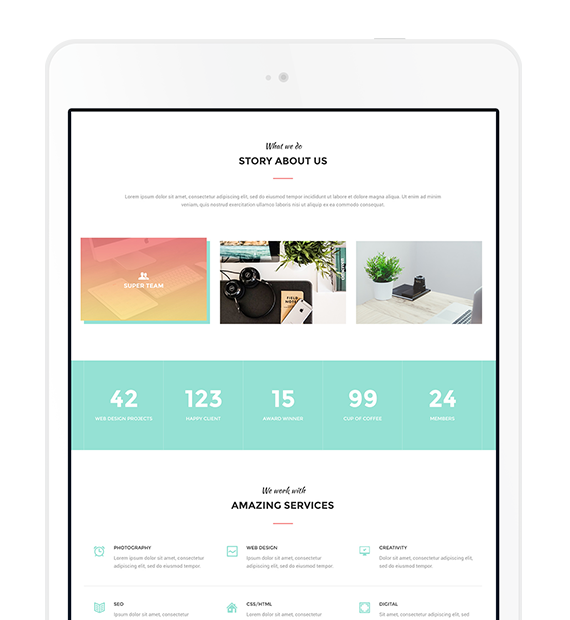 What we do
STORY ABOUT US
Lorem ipsum dolor sit amet, consectetur adipiscing elit, sed do eiusmod tempor incididunt ut labore et dolore magna aliqua. Ut enim ad minim
veniam, quis nostrud exercitation ullamco laboris nisi ut aliquip ex ea commodo consequat.
SUPER TEAM
FIELD NOTES
42
123
15
99
24
WEB DESIGN PROJECTS
HAPPY CLIENT
AWARD WINNER
CUP OF COFFEE
MEMBERS
We work with
AMAZING SERVICES
PHOTOGRAPHY
Lorem ipsum dolor sit amet, consectetur
adipiscing elit, sed do eiusmod tempor.
WEB DESIGN
Lorem ipsum dolor sit amet, consectetur
adipiscing elit, sed do eiusmod tempor.
CREATIVITY
Dolor sit amet, consectetur adipiscing elit,
sed do eiusmod tempor.
SEO
Lorem ipsum dolor sit amet, consectetur
CSS/HTML
Lorem ipsum dolor sit amet, consectetur
DIGITAL
Sit amet, consectetur adipiscing elit, sed